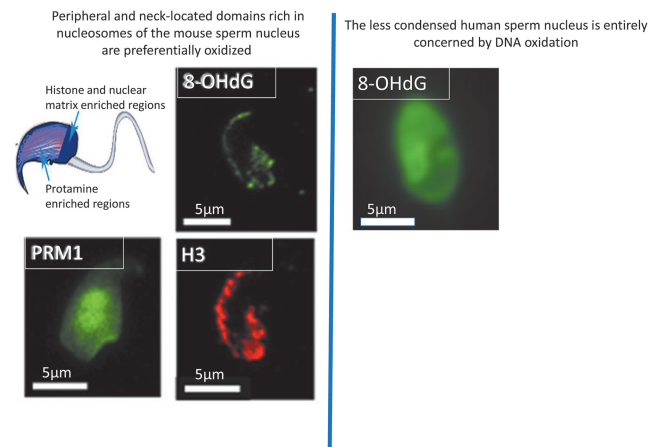 Peripheral and neck-located domains rich in
nucleosomes of the mouse sperm nucleus
are preferentially oxidized
Histone and nuclear
matrix enriched regions
Protamine
enriched regions
8-OHdG
5μm
PRM1
5μm
H3
5μm
The less condensed human sperm nucleus is entirely
concerned by DNA oxidation
8-OHdG
5μm